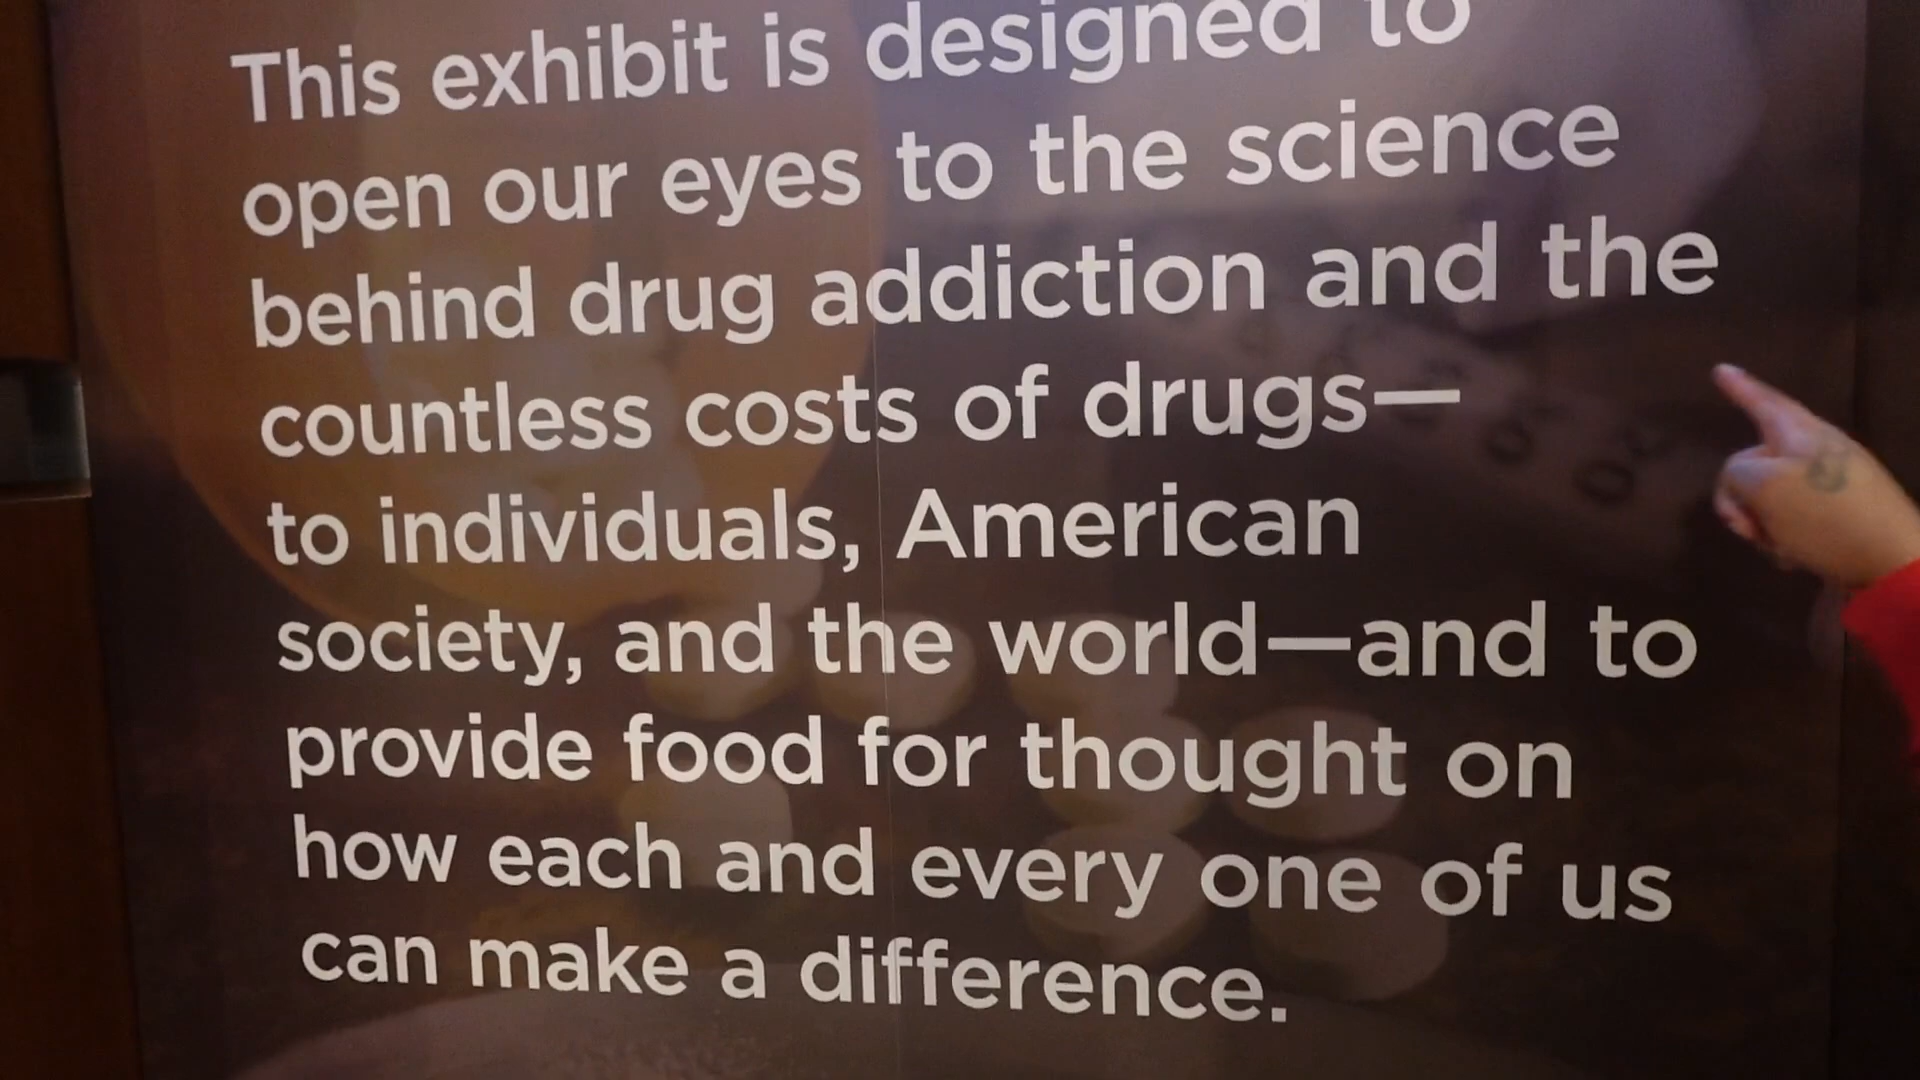 This exhibit is designed to
open our eyes to the science
behind drug addiction and the
countless costs of drugs—
to individuals, American
society, and the world—and to
provide food for thought on
how each and every one of us
can make a difference.